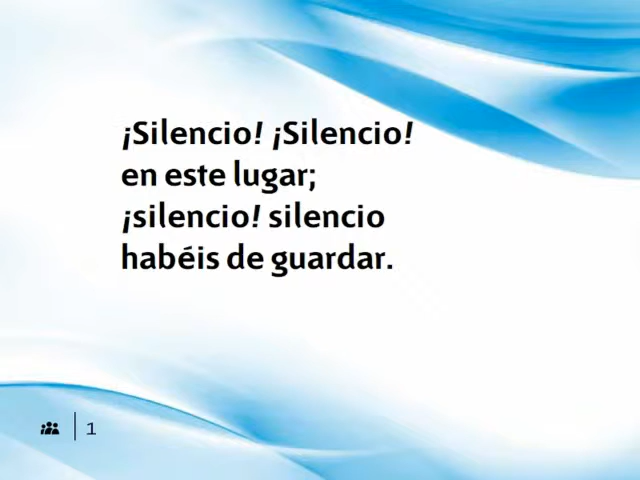 ¡Silencio! ¡Silencio!
en este lugar;
¡silencio! silencio
habéis de guardar.
1